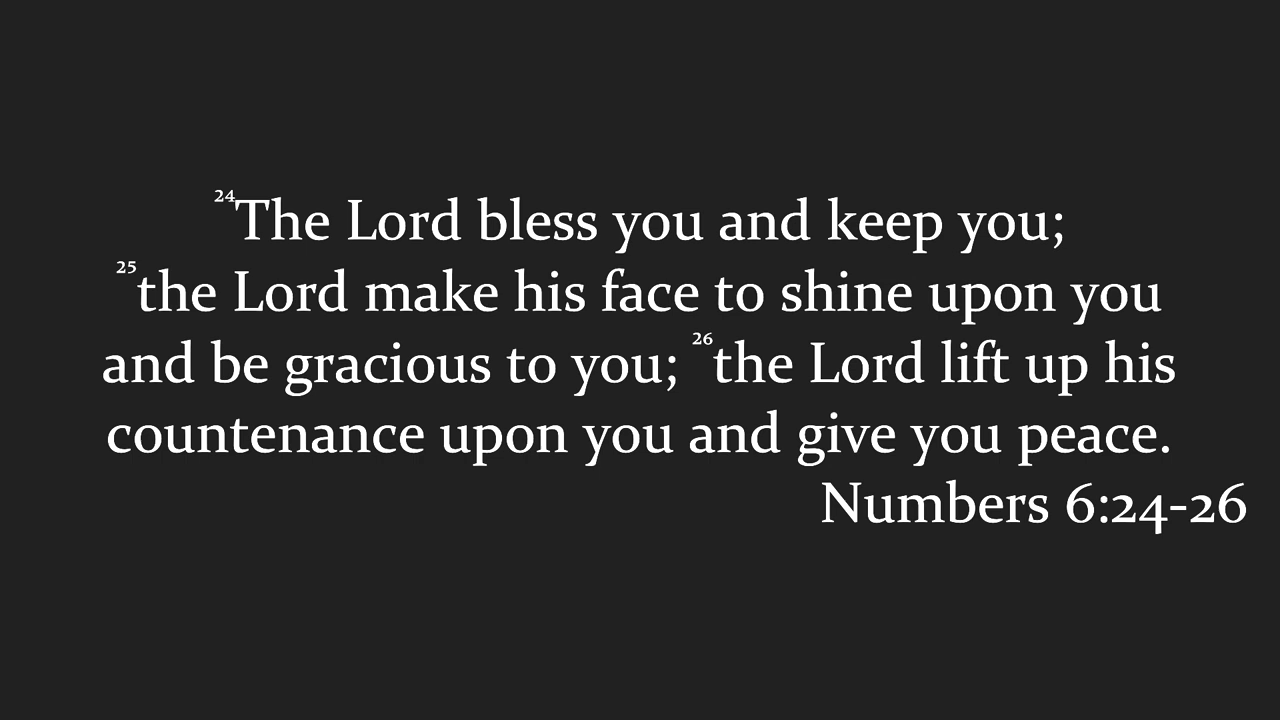 24The Lord bless you and keep you;
25the Lord make his face to shine upon you
and be gracious to you; 26the Lord lift up his
countenance upon you and give you peace.
Numbers 6:24-26